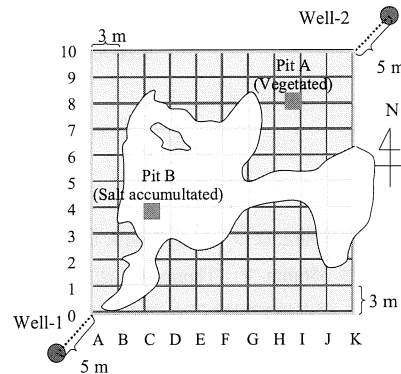 Well-2
3 m
10
Pit A
(Vegetated)
5 m
9
8
7
N
6
5
Pit B
(Salt accumultated)
4
3
2
1
3 m
0
Well-1
A B C D E F G H I J K
5 m